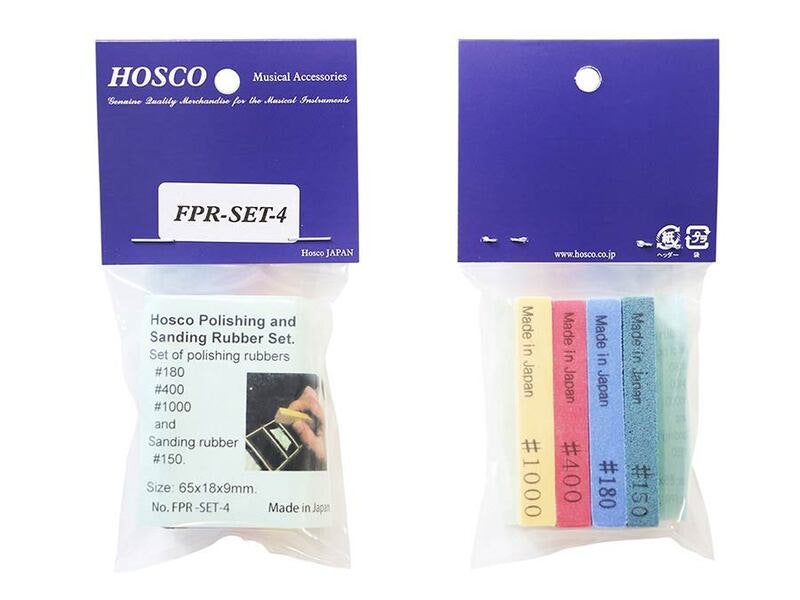 HOSCO Musical Accessories
Genuine Quality Merchandise for the Musical Instruments
FPR-SET-4
Hosco JAPAN
Hosco Polishing and
Sanding Rubber Set.
Set of polishing rubbers
#180
#400
#1000
and
Sanding rubber
#150.
Size: 65x18x9mm.
No. FPR -SET-4 Made in Japan
www.hosco.co.jp
紙
ヘッダー
プラ
袋
Made in Japan #1000
Made in Japan #400
Made in Japan #180
Made in Japan #150